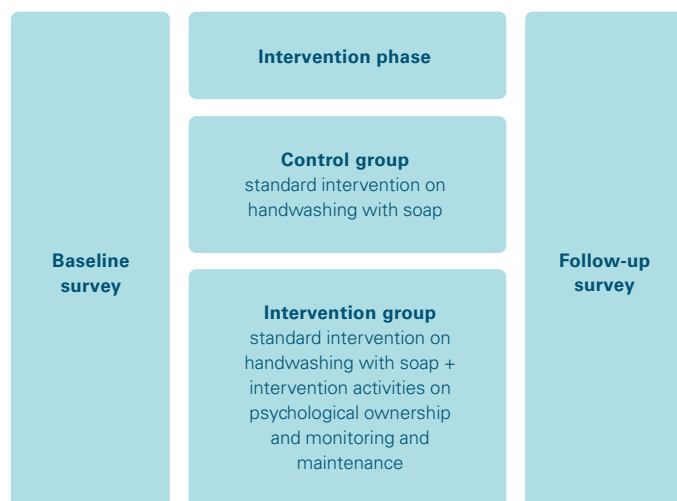 Baseline
survey
Intervention phase
Control group
standard intervention on
handwashing with soap
Intervention group
standard intervention on
handwashing with soap +
intervention activities on
psychological ownership
and monitoring and
maintenance
Follow-up
survey